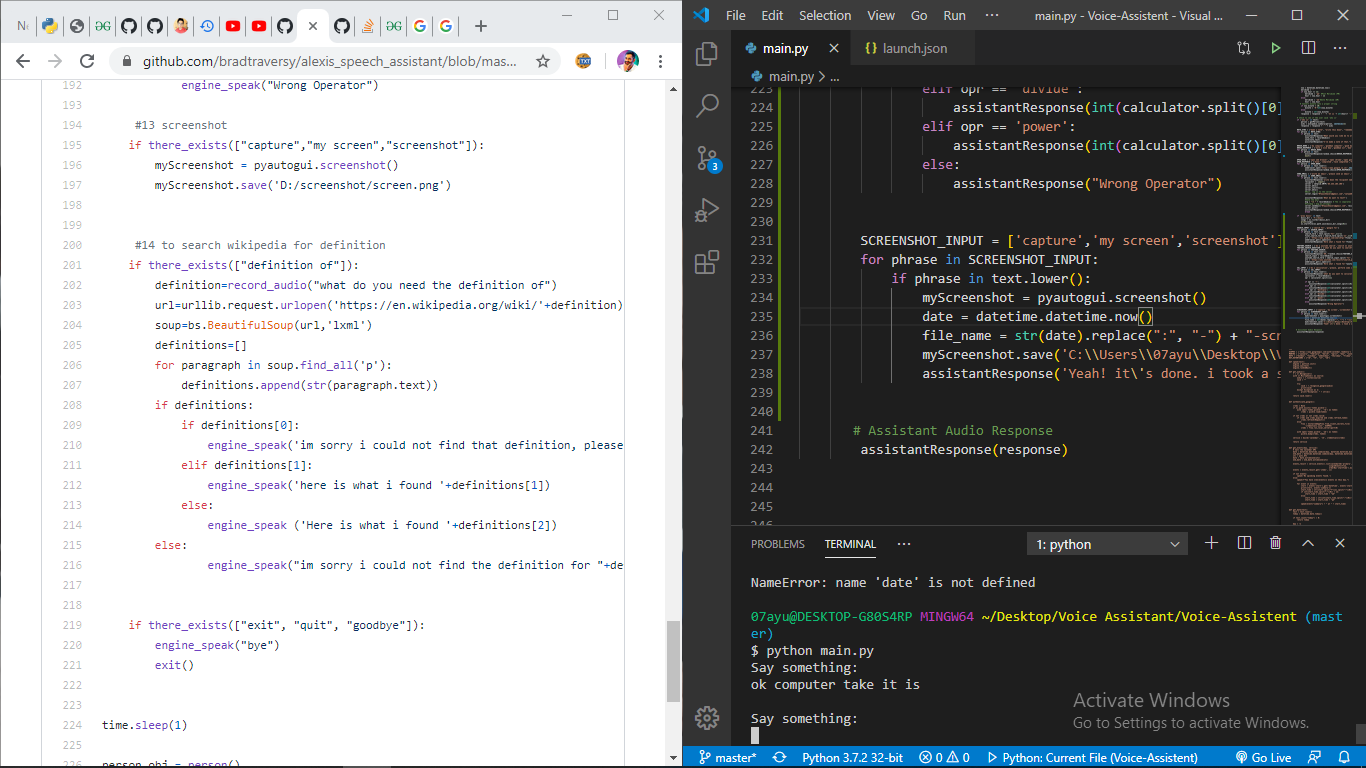 github.com/bradtraversy/alexis_speech_assistant/blob/mas...
192 engine_speak("Wrong Operator")
193
194 #13 screenshot
195 if there_exists(["capture","my screen","screenshot"]):
196 myScreenshot = pyautogui.screenshot()
197 myScreenshot.save('D:/screenshot/screen.png')
198
199
200 #14 to search wikipedia for definition
201 if there_exists(["definition of"]):
202 definition=record_audio("what do you need the definition of")
203 url=urllib.request.urlopen('https://en.wikipedia.org/wiki/'+definition)
204 soup=bs.BeautifulSoup(url,'lxml')
205 definitions=[]
206 for paragraph in soup.find_all('p'):
207 definitions.append(str(paragraph.text))
208 if definitions:
209 if definitions[0]:
210 engine_speak('im sorry i could not find that definition, please
211 elif definitions[1]:
212 engine_speak('here is what i found '+definitions[1])
213 else:
214 engine_speak ('Here is what i found '+definitions[2])
215 else:
216 engine_speak("im sorry i could not find the definition for "+de
217
218
219 if there_exists(["exit", "quit", "goodbye"]):
220 engine_speak("bye")
221 exit()
222
223
224 time.sleep(1)
225
226 person_obj = person()
File Edit Selection View Go Run ··· main.py - Voice-Assistent - Visual ...
main.py {} launch.json
main.py > ...
223 elif opr == 'divide':
224 assistantResponse(int(calculator.split()[0]
225 elif opr == 'power':
226 assistantResponse(int(calculator.split()[0]
227 else:
228 assistantResponse("Wrong Operator")
229
230
231 SCREENSHOT_INPUT = ['capture','my screen','screenshot']
232 for phrase in SCREENSHOT_INPUT:
233 if phrase in text.lower():
234 myScreenshot = pyautogui.screenshot()
235 date = datetime.datetime.now()
236 file_name = str(date).replace(":", "-") + "-scr
237 myScreenshot.save('C:\\Users\\07ayu\\Desktop\\V
238 assistantResponse('Yeah! it\'s done. i took a s
239
240
241 # Assistant Audio Response
242 assistantResponse(response)
243
244
245
246
3
PROBLEMS TERMINAL ··· 1: python
NameError: name 'date' is not defined
07ayu@DESKTOP-G80S4RP MINGW64 ~/Desktop/Voice Assistant/Voice-Assistent (mast
er)
$ python main.py
Say something:
ok computer take it is
Say something:
Activate Windows
Go to Settings to activate Windows.
master* Python 3.7.2 32-bit 0 0 Python: Current File (Voice-Assistent) Go Live